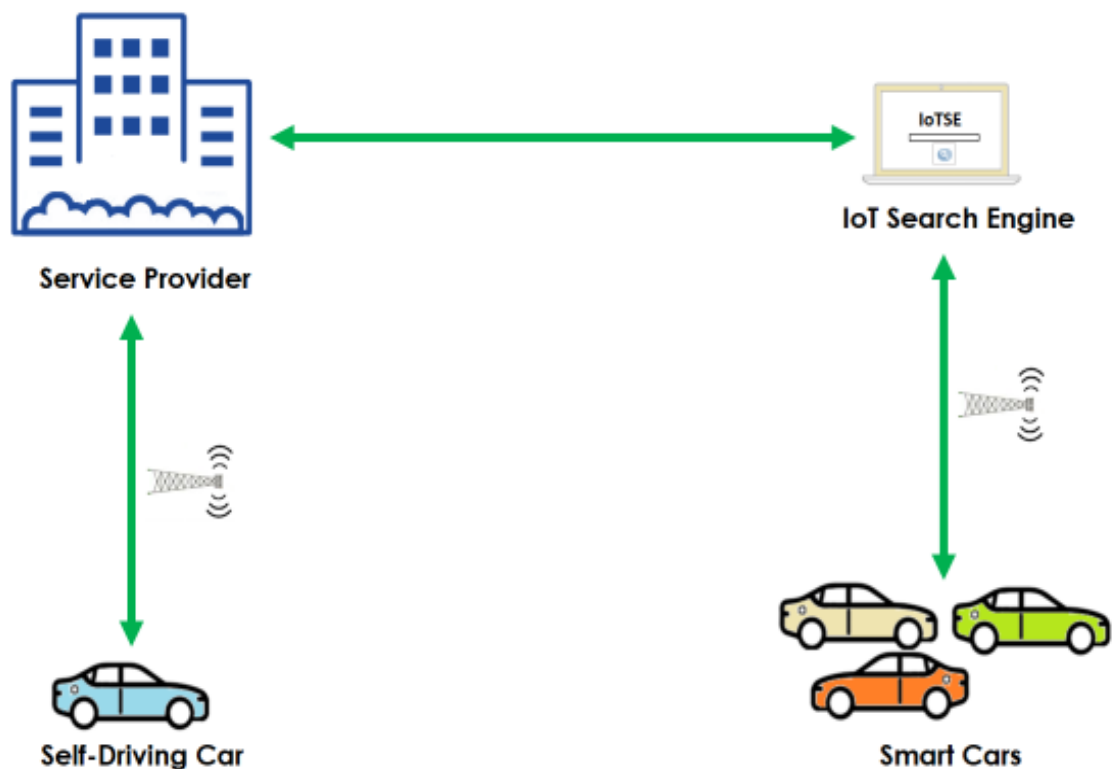 IoTSE
IoT Search Engine
Service Provider
Self-Driving Car
Smart Cars